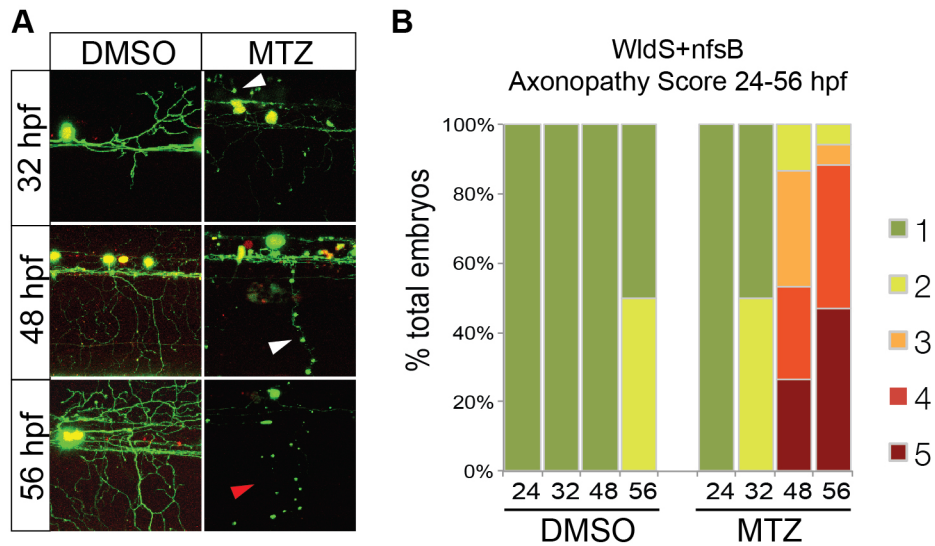 A
DMSO MTZ
32 hpf
48 hpf
56 hpf
B
WldS+nfsB
Axonopathy Score 24-56 hpf
% total embryos
100%
80%
60%
40%
20%
0%
24 32 48 56 24 32 48 56
DMSO MTZ
1
2
3
4
5